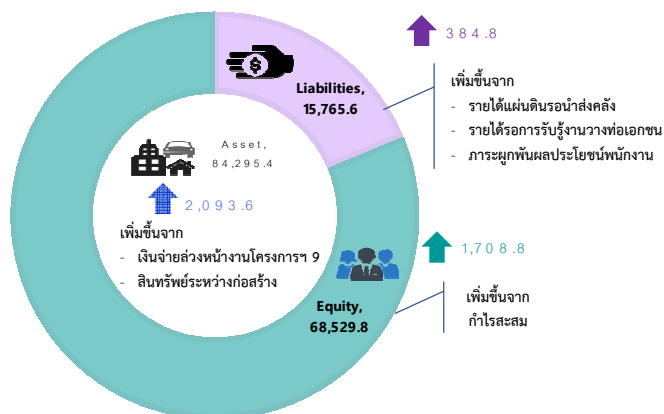 384.8
เพิ่มขึ้นจาก
- รายได้แผ่นดินรอนำส่งคลัง
- รายได้รอการรับรู้งานวางท่อเอกชน
- ภาระผูกพันผลประโยชน์พนักงาน
$
Liabilities,
15,765.6
Asset,
84,295.4
2,093.6
เพิ่มขึ้นจาก
- เงินจ่ายล่วงหน้างานโครงการฯ 9
- สินทรัพย์ระหว่างก่อสร้าง
1,708.8
เพิ่มขึ้นจาก
กำไรสะสม
Equity,
68,529.8